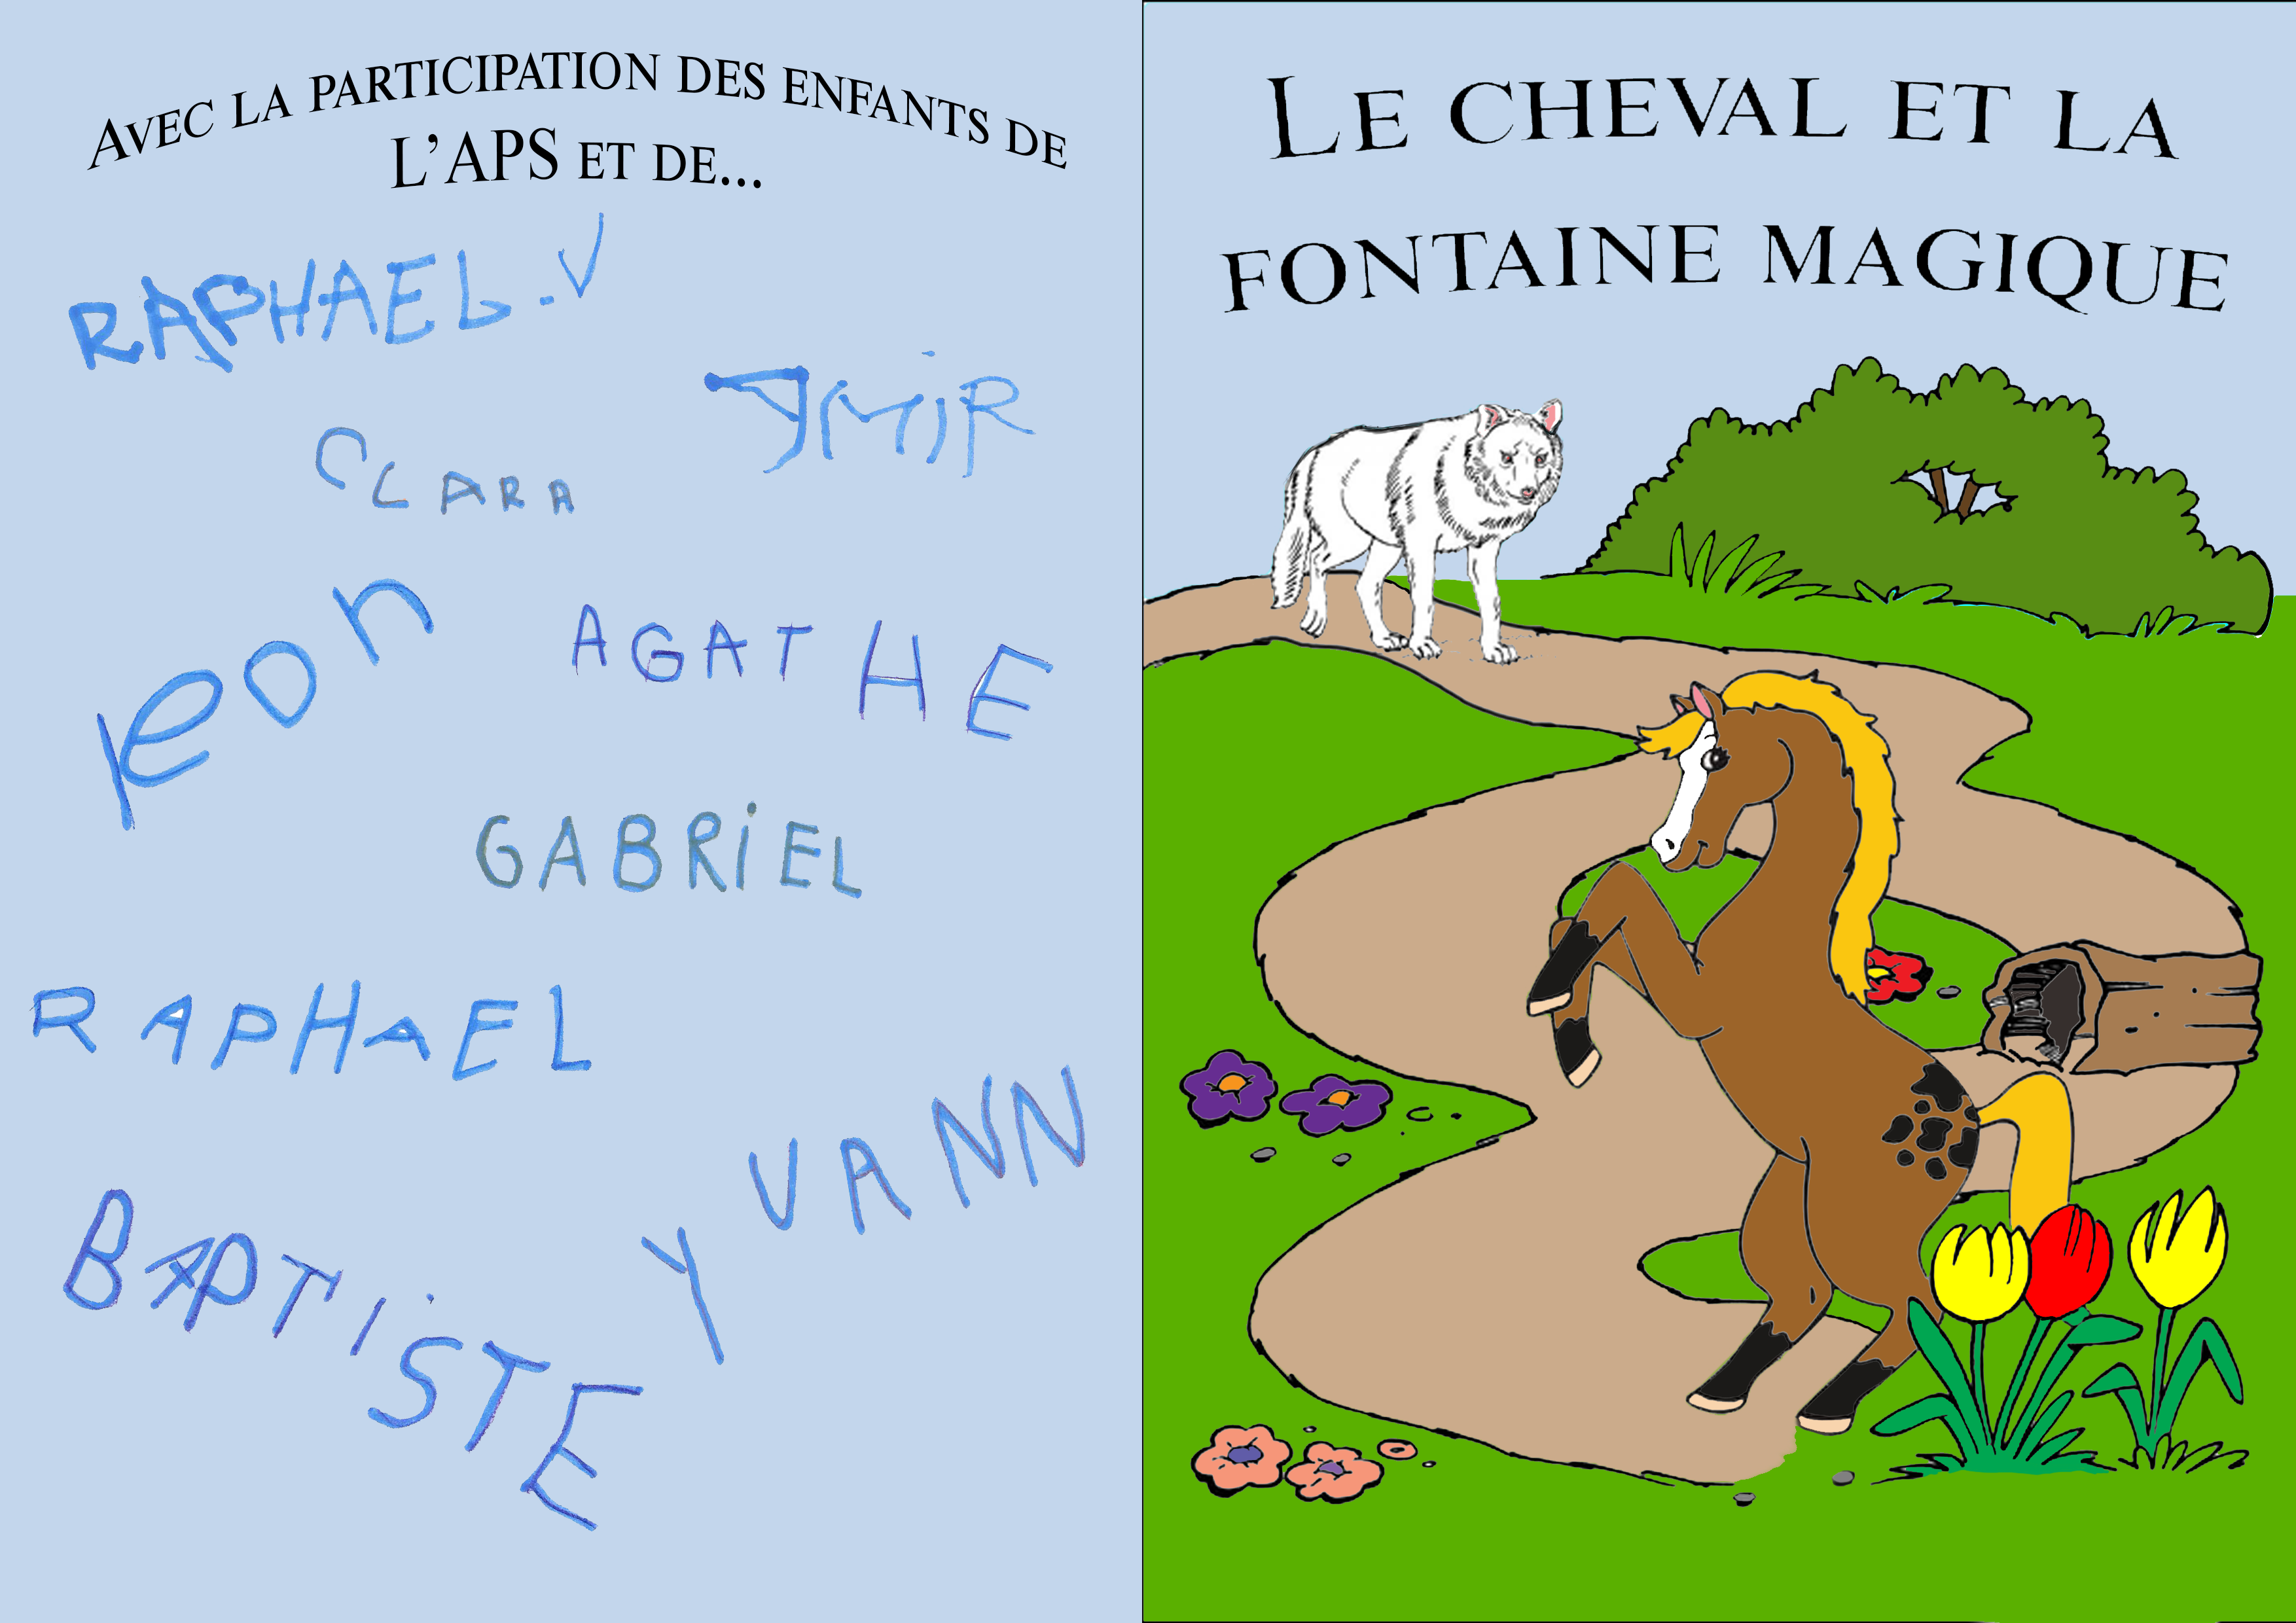 AVEC LA PARTICIPATION DES ENFANTS DE
L'APS ET DE...
RAPHAEL.V
AMiR
CLARA
AGATHE
GABRiEL
RAPHAEL
YVANN
BAPTiSTE
LE CHEVAL ET LA
FONTAINE MAGIQUE